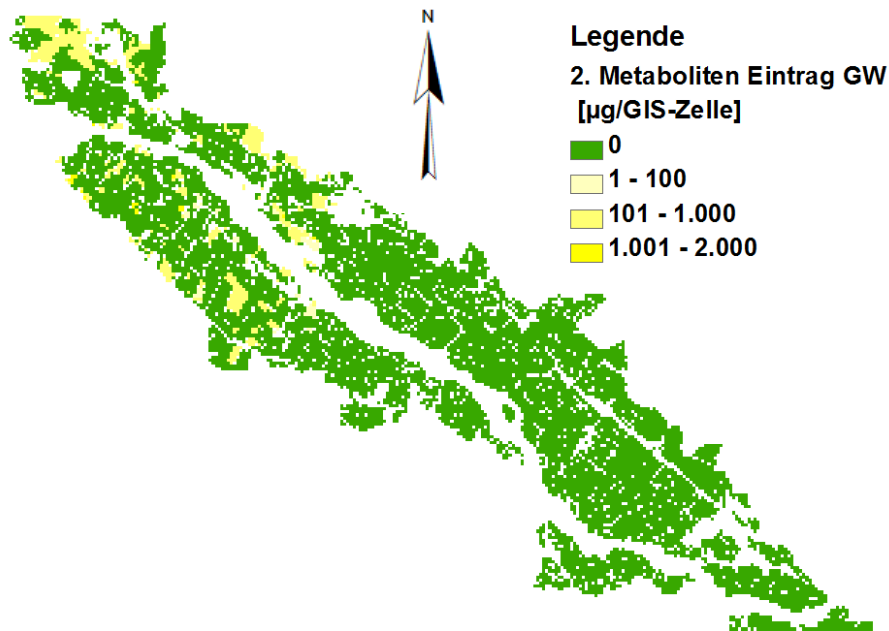 N
Legende
2. Metaboliten Eintrag GW
[µg/GIS-Zelle]
0
1 - 100
101 - 1.000
1.001 - 2.000